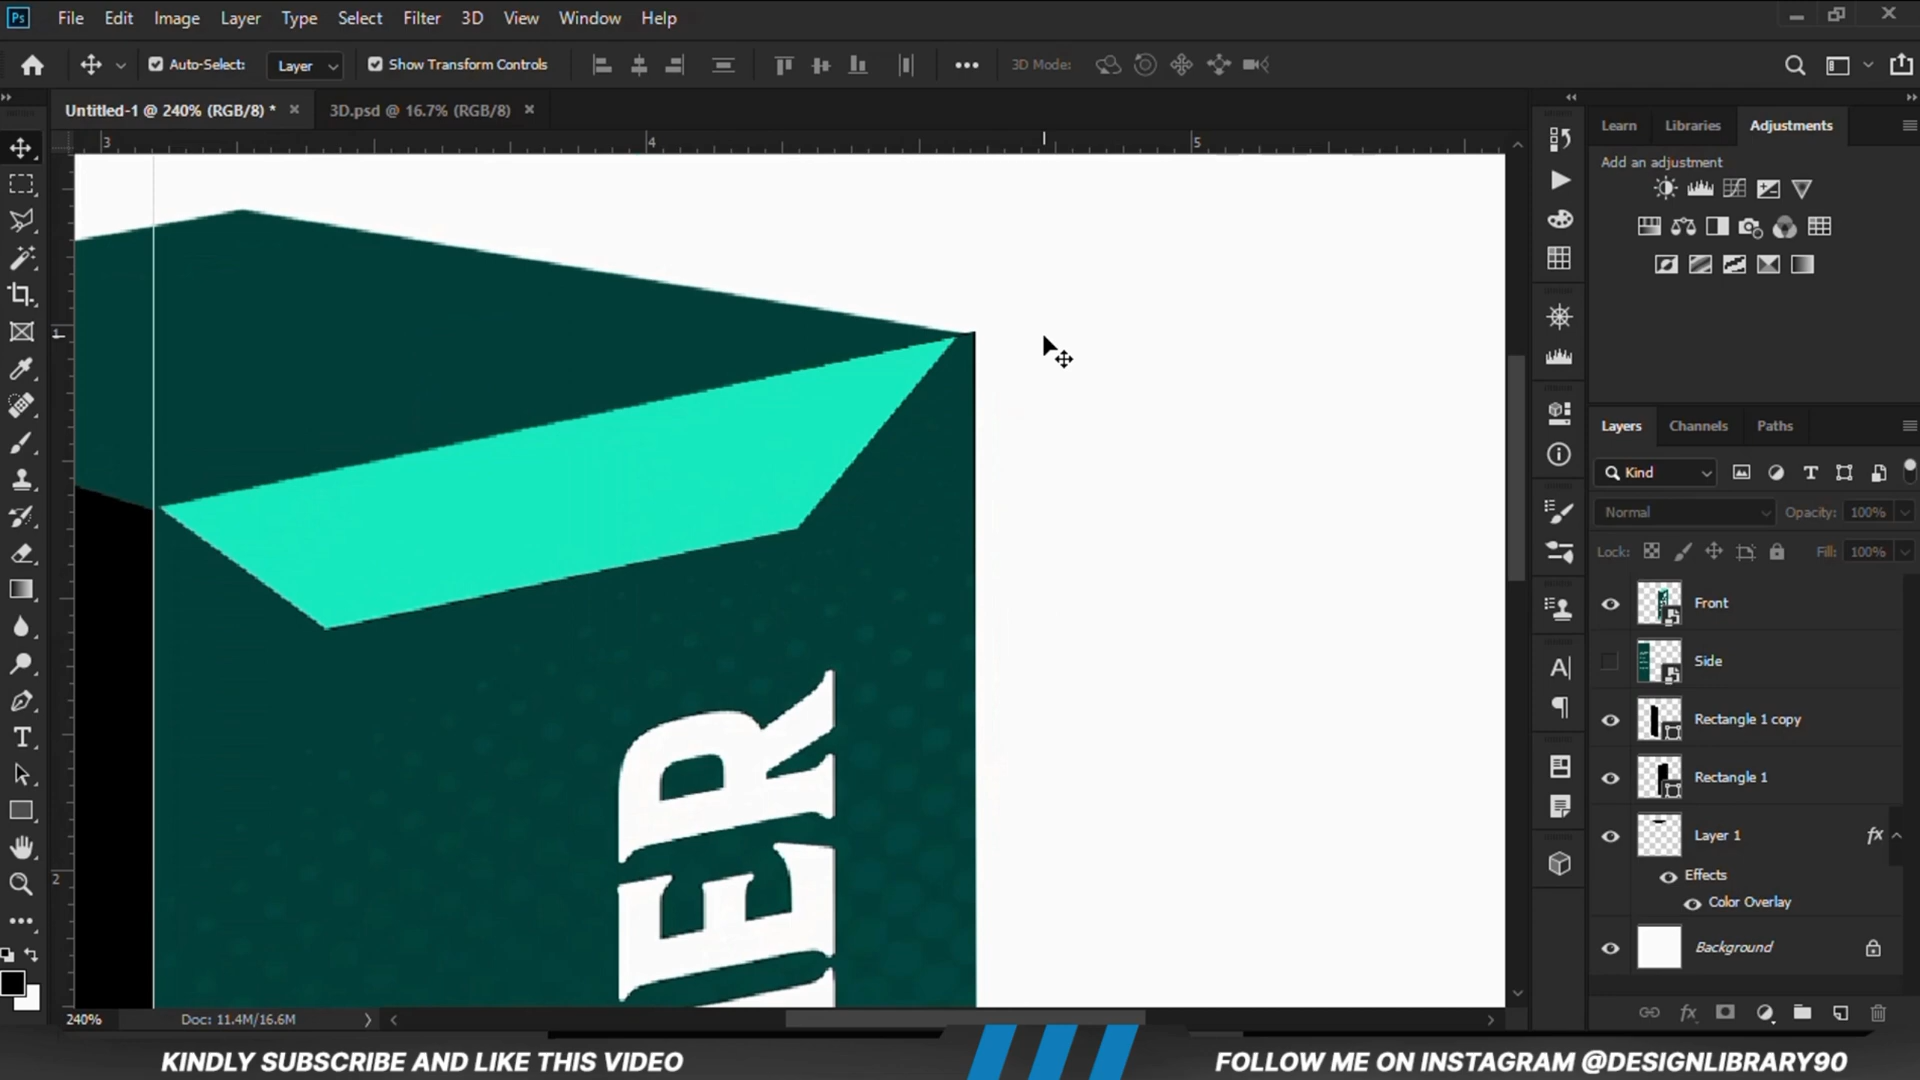 Ps File Edit Image Layer Type Select Filter 3D View Window Help
Auto-Select: Layer Show Transform Controls 3D Mode:
Untitled-1 @ 240% (RGB/8) * 3D.psd @ 16.7% (RGB/8)
3 4 5
1
2
IER
Learn Libraries Adjustments
Add an adjustment
Layers Channels Paths
Kind
Normal Opacity: 100%
Lock: Fill: 100%
Front
Side
Rectangle 1 copy
Rectangle 1
Layer 1 fx
Effects
Color Overlay
Background
240% Doc: 11.4M/16.6M
KINDLY SUBSCRIBE AND LIKE THIS VIDEO FOLLOW ME ON INSTAGRAM @DESIGNLIBRARY90